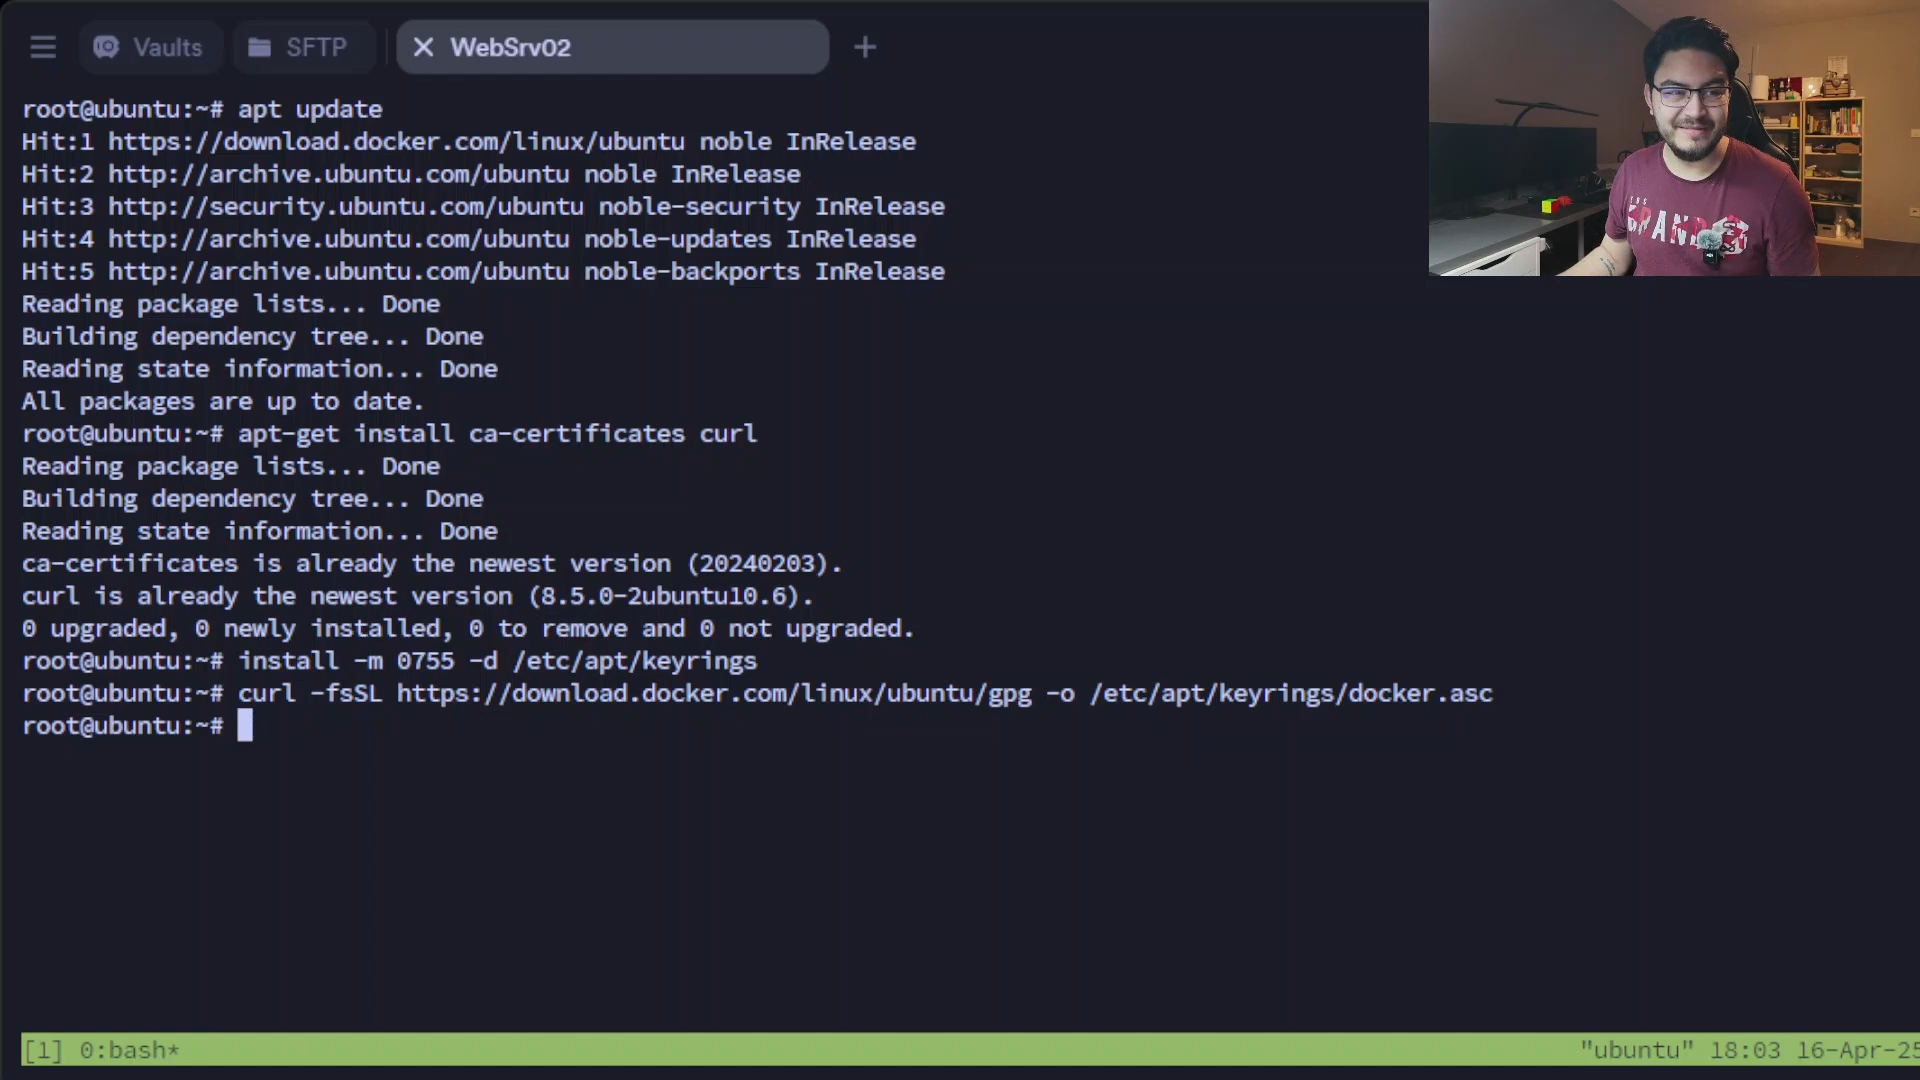 Vaults SFTP WebSrv02
root@ubuntu:~# apt update
Hit:1 https://download.docker.com/linux/ubuntu noble InRelease
Hit:2 http://archive.ubuntu.com/ubuntu noble InRelease
Hit:3 http://security.ubuntu.com/ubuntu noble-security InRelease
Hit:4 http://archive.ubuntu.com/ubuntu noble-updates InRelease
Hit:5 http://archive.ubuntu.com/ubuntu noble-backports InRelease
Reading package lists... Done
Building dependency tree... Done
Reading state information... Done
All packages are up to date.
root@ubuntu:~# apt-get install ca-certificates curl
Reading package lists... Done
Building dependency tree... Done
Reading state information... Done
ca-certificates is already the newest version (20240203).
curl is already the newest version (8.5.0-2ubuntu10.6).
0 upgraded, 0 newly installed, 0 to remove and 0 not upgraded.
root@ubuntu:~# install -m 0755 -d /etc/apt/keyrings
root@ubuntu:~# curl -fsSL https://download.docker.com/linux/ubuntu/gpg -o /etc/apt/keyrings/docker.asc
root@ubuntu:~#
[1] 0:bash* "ubuntu" 18:03 16-Apr-25